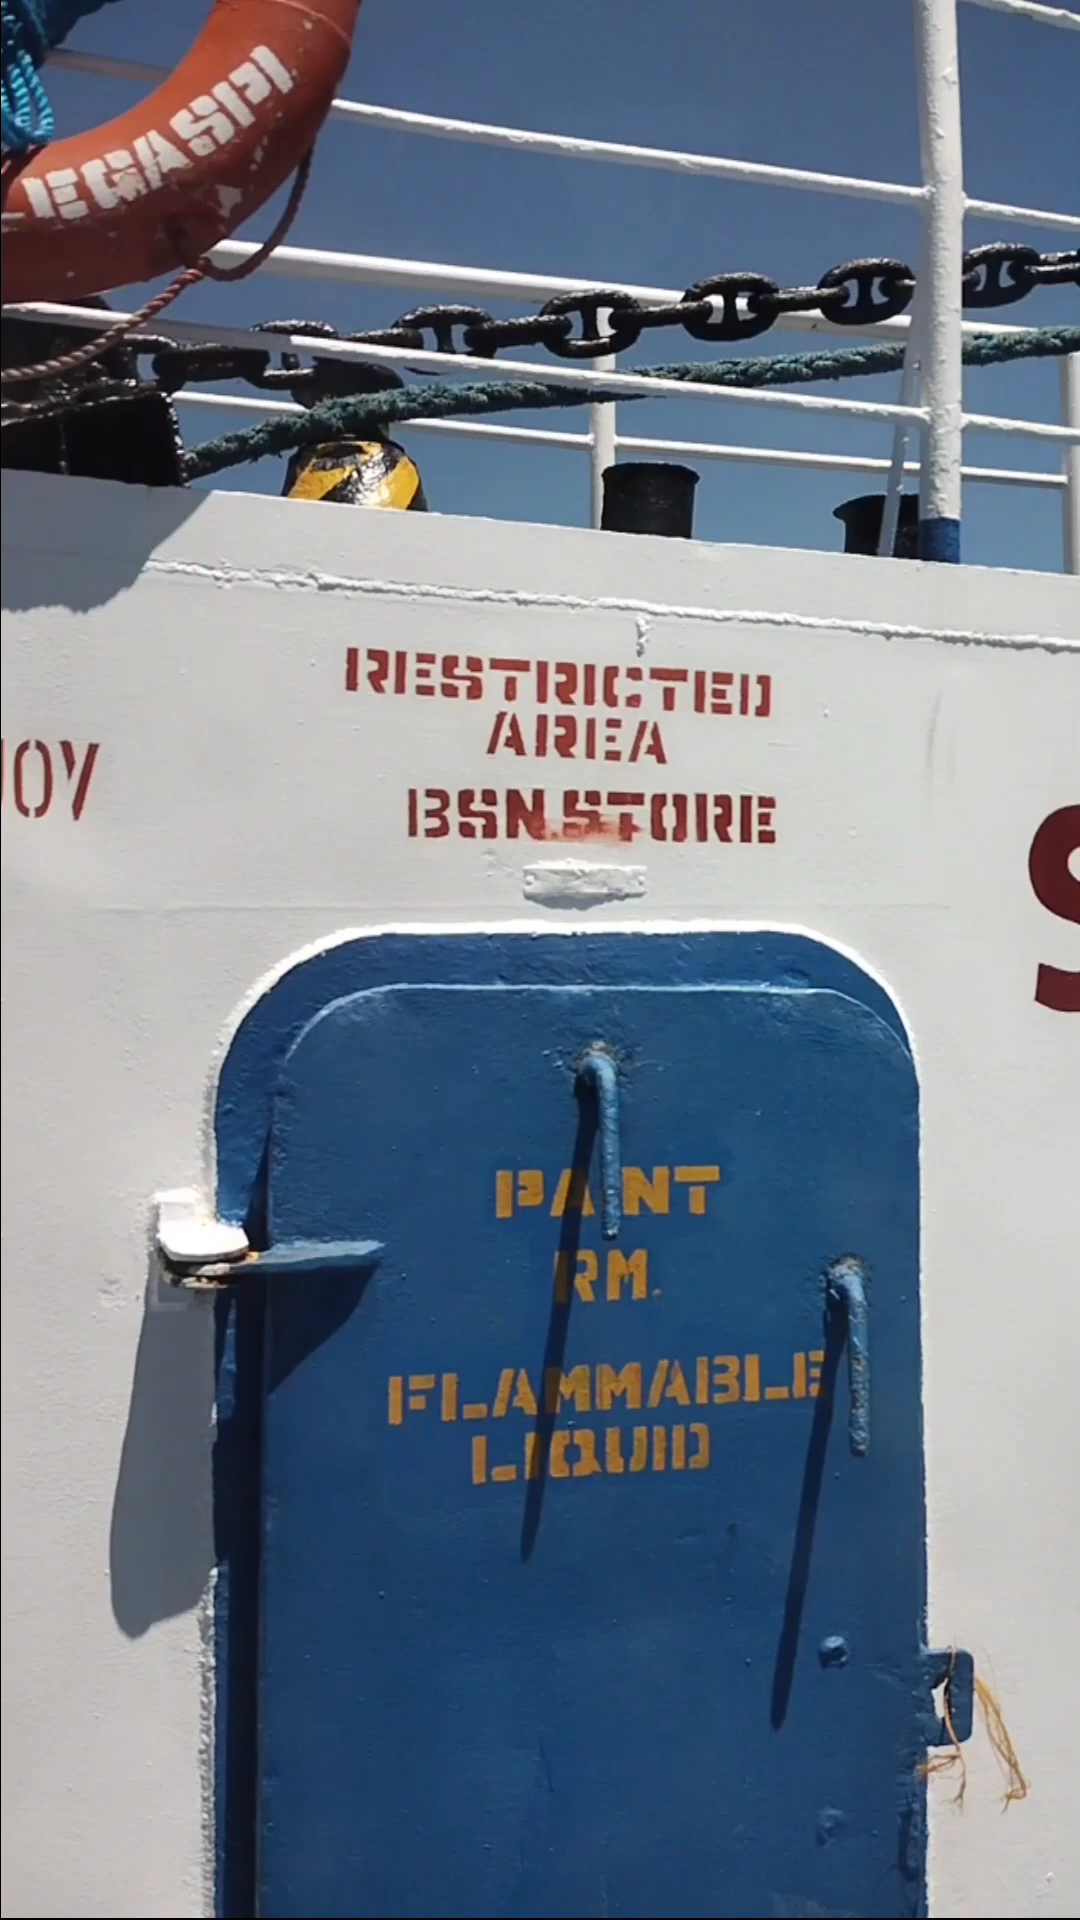 LEGASPI
RESTRICTED
AREA
BSN.STORE
PAINT
RM.
FLAMMABLE
LIQUID